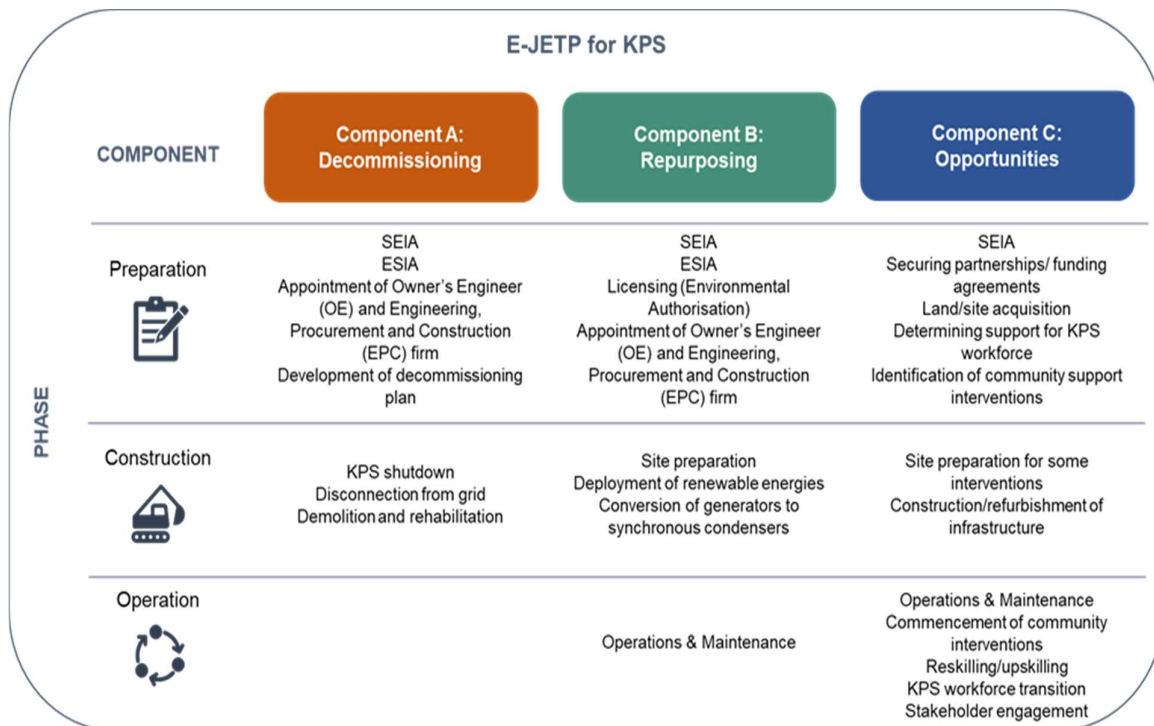 E-JETP for KPS
COMPONENT
Component A:
Decommissioning
Component B:
Repurposing
Component C:
Opportunities
PHASE
Preparation
SEIA
ESIA
Appointment of Owner's Engineer
(OE) and Engineering,
Procurement and Construction
(EPC) firm
Development of decommissioning
plan
SEIA
ESIA
Licensing (Environmental
Authorisation)
Appointment of Owner's Engineer
(OE) and Engineering,
Procurement and Construction
(EPC) firm
SEIA
Securing partnerships/ funding
agreements
Land/site acquisition
Determining support for KPS
workforce
Identification of community support
interventions
Construction
KPS shutdown
Disconnection from grid
Demolition and rehabilitation
Site preparation
Deployment of renewable energies
Conversion of generators to
synchronous condensers
Site preparation for some
interventions
Construction/refurbishment of
infrastructure
Operation
Operations & Maintenance
Operations & Maintenance
Commencement of community
interventions
Reskilling/upskilling
KPS workforce transition
Stakeholder engagement